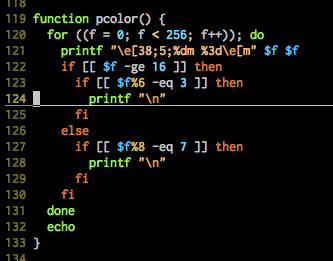 118
119 function pcolor() {
120   for ((f = 0; f < 256; f++)); do
121     printf "\e[38;5;%dm %3d\e[m" $f $f
122     if [[ $f -ge 16 ]] then
123       if [[ $f%6 -eq 3 ]] then
124         printf "\n"
125       fi
126     else
127       if [[ $f%8 -eq 7 ]] then
128         printf "\n"
129       fi
130     fi
131   done
132   echo
133 }